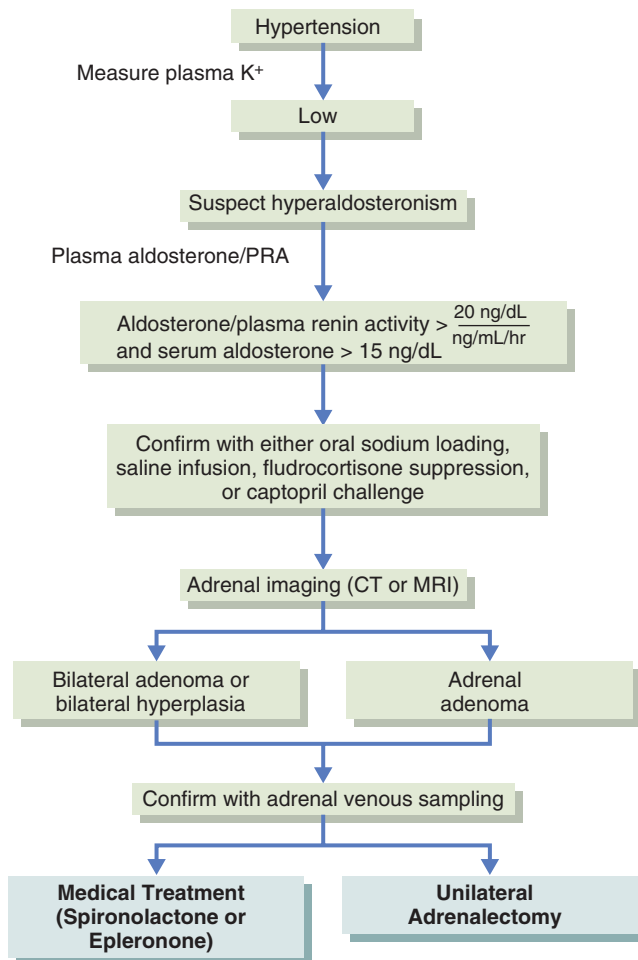 Hypertension
Measure plasma K+
Low
Suspect hyperaldosteronism
Plasma aldosterone/PRA
Aldosterone/plasma renin activity > 20 ng/dL / ng/mL/hr
and serum aldosterone > 15 ng/dL
Confirm with either oral sodium loading,
saline infusion, fludrocortisone suppression,
or captopril challenge
Adrenal imaging (CT or MRI)
Bilateral adenoma or
bilateral hyperplasia
Adrenal
adenoma
Confirm with adrenal venous sampling
Medical Treatment
(Spironolactone or
Epleronone)
Unilateral
Adrenalectomy